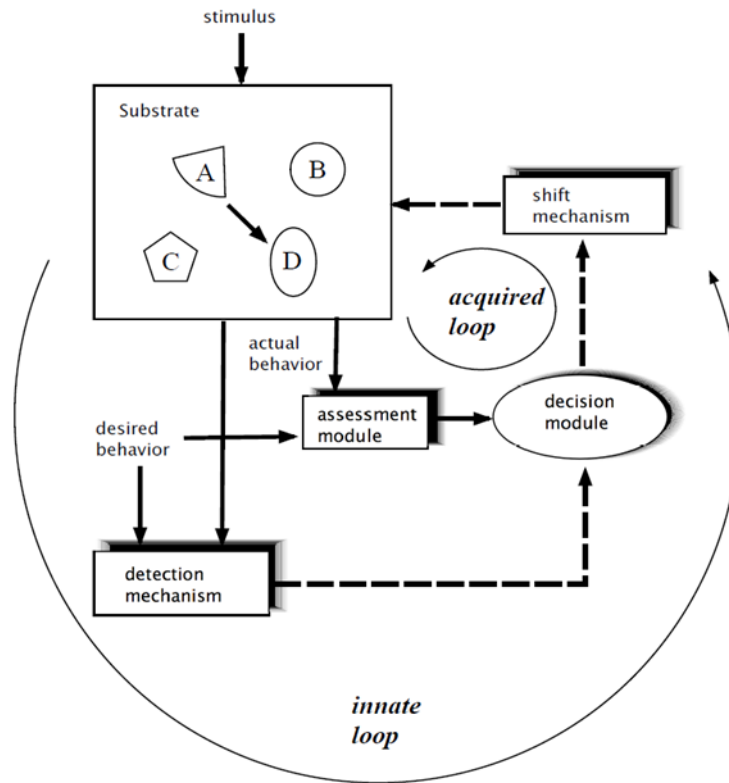 stimulus
Substrate
A
B
C
D
shift
mechanism
acquired
loop
actual
behavior
assessment
module
decision
module
desired
behavior
detection
mechanism
innate
loop